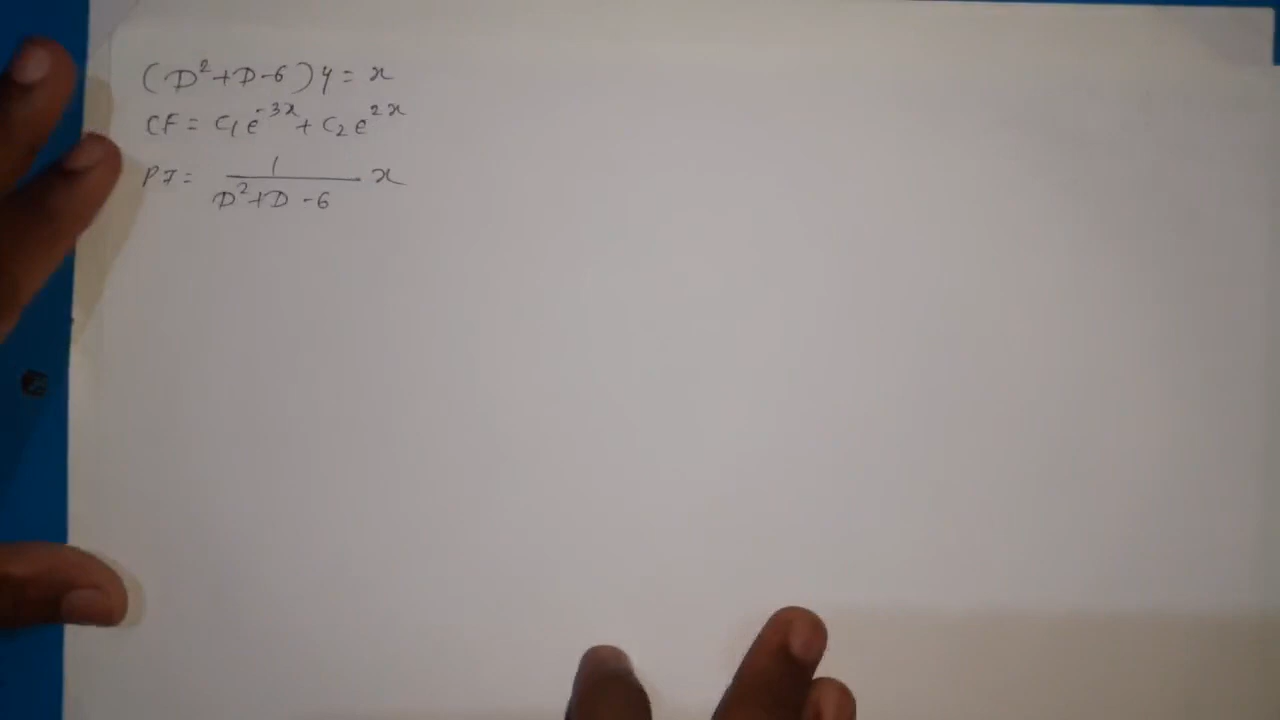 (D²+D-6)y = x
CF = C₁e⁻³ˣ + C₂e²ˣ
PI = 1/(D²+D-6) x